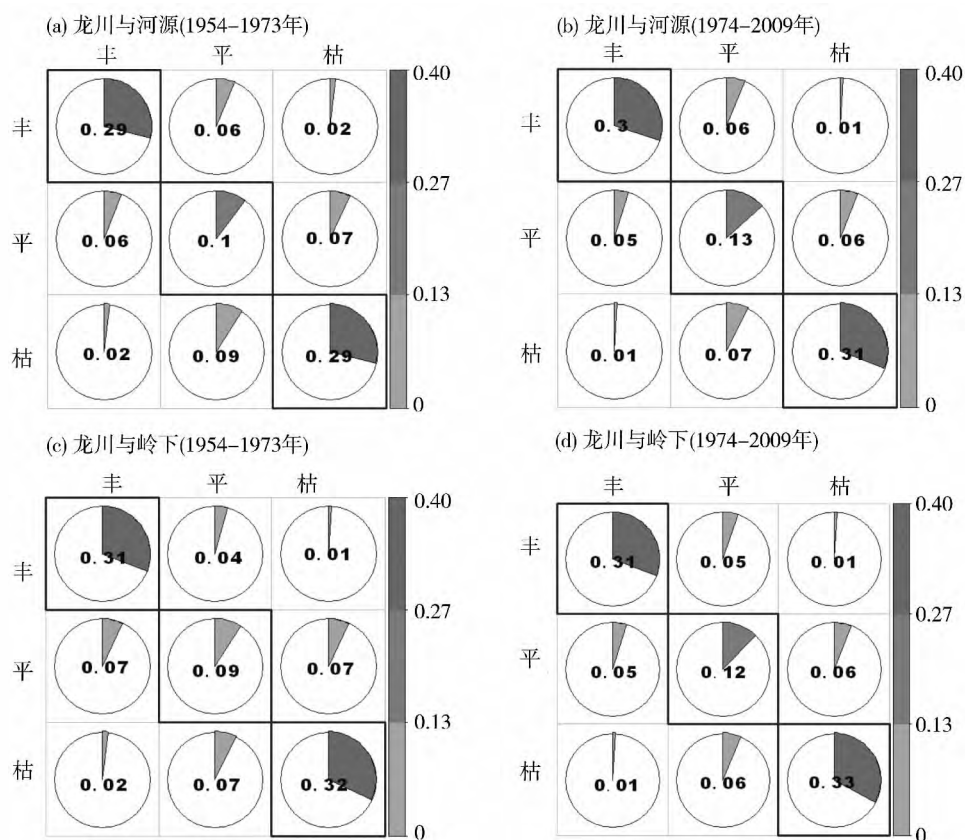 (a) 龙川与河源(1954-1973年)
丰 平 枯
丰 0.29 0.06 0.02
平 0.06 0.1 0.07
枯 0.02 0.09 0.29
0.40
0.27
0.13
0
(b) 龙川与河源(1974-2009年)
丰 平 枯
丰 0.3 0.06 0.01
平 0.05 0.13 0.06
枯 0.01 0.07 0.31
0.40
0.27
0.13
0
(c) 龙川与岭下(1954-1973年)
丰 平 枯
丰 0.31 0.04 0.01
平 0.07 0.09 0.07
枯 0.02 0.07 0.32
0.40
0.27
0.13
0
(d) 龙川与岭下(1974-2009年)
丰 平 枯
丰 0.31 0.05 0.01
平 0.05 0.12 0.06
枯 0.01 0.06 0.33
0.40
0.27
0.13
0